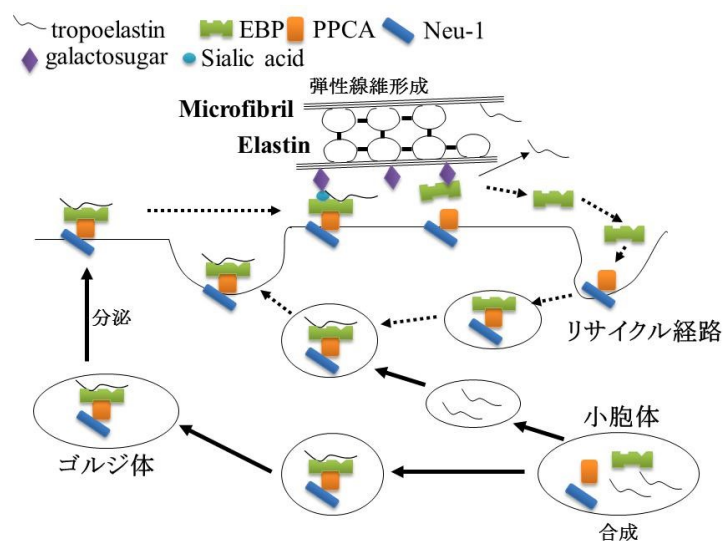 tropoelastin EBP PPCA Neu-1
galactosugar Sialic acid
弾性線維形成
Microfibril
Elastin
分泌
リサイクル経路
小胞体
ゴルジ体
合成